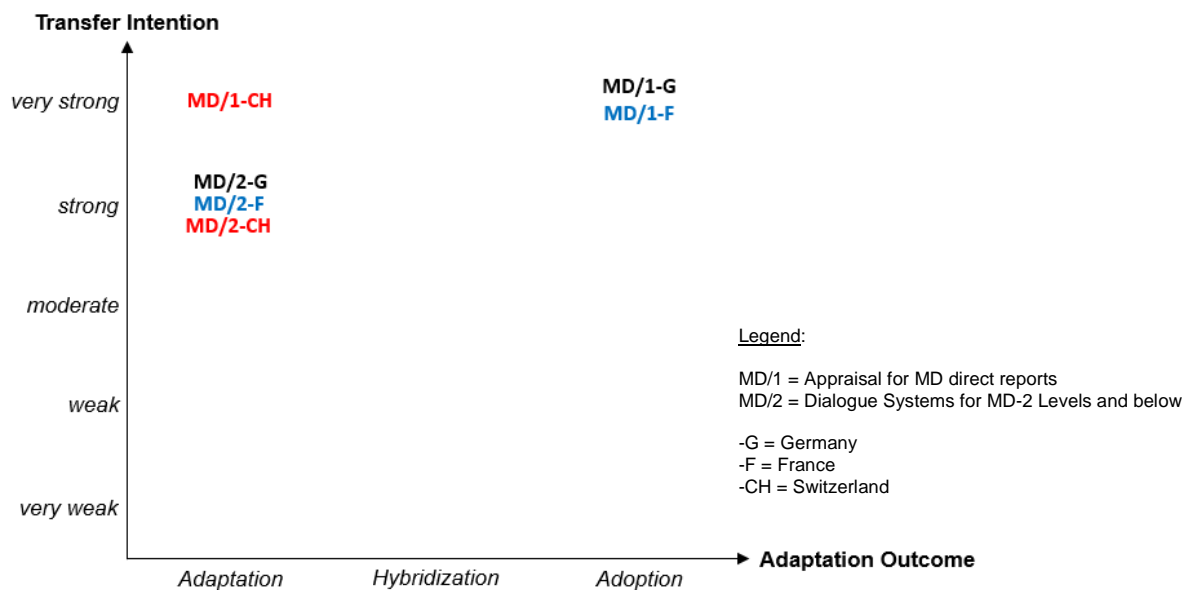 Transfer Intention
very strong
MD/1-CH
MD/1-G
MD/1-F
strong
MD/2-G
MD/2-F
MD/2-CH
moderate
weak
very weak
Legend:
MD/1 = Appraisal for MD direct reports
MD/2 = Dialogue Systems for MD-2 Levels and below
-G = Germany
-F = France
-CH = Switzerland
Adaptation Outcome
Adaptation
Hybridization
Adoption